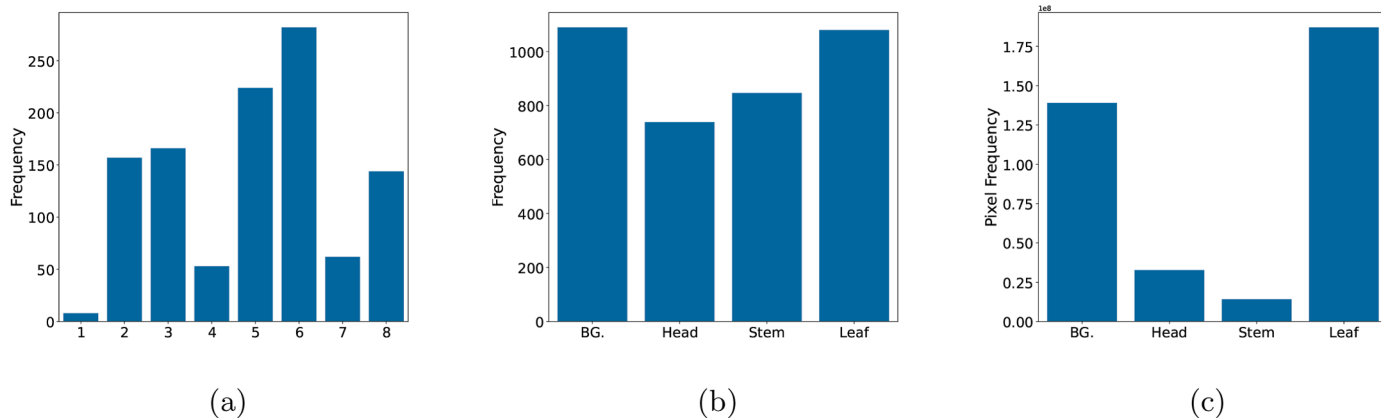 Frequency
250
200
150
100
50
0
1 2 3 4 5 6 7 8
(a)
Frequency
1000
800
600
400
200
0
BG. Head Stem Leaf
(b)
1e8
Pixel Frequency
1.75
1.50
1.25
1.00
0.75
0.50
0.25
0.00
BG. Head Stem Leaf
(c)